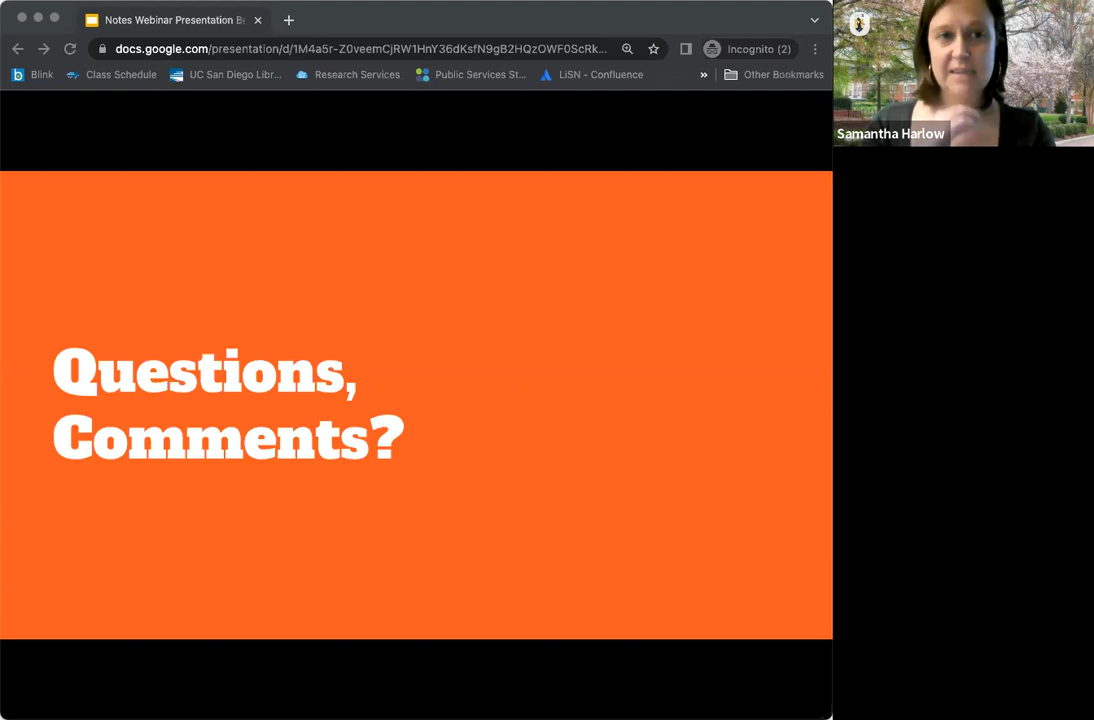 Notes Webinar Presentation Be
docs.google.com/presentation/d/1M4a5r-Z0veemCjRW1HnY36dKsfN9gB2HQzOWF0ScRk...
Incognito (2)
Blink
Class Schedule
UC San Diego Libr...
Research Services
Public Services St...
LiSN - Confluence
»
Other Bookmarks
Samantha Harlow
Questions,
Comments?